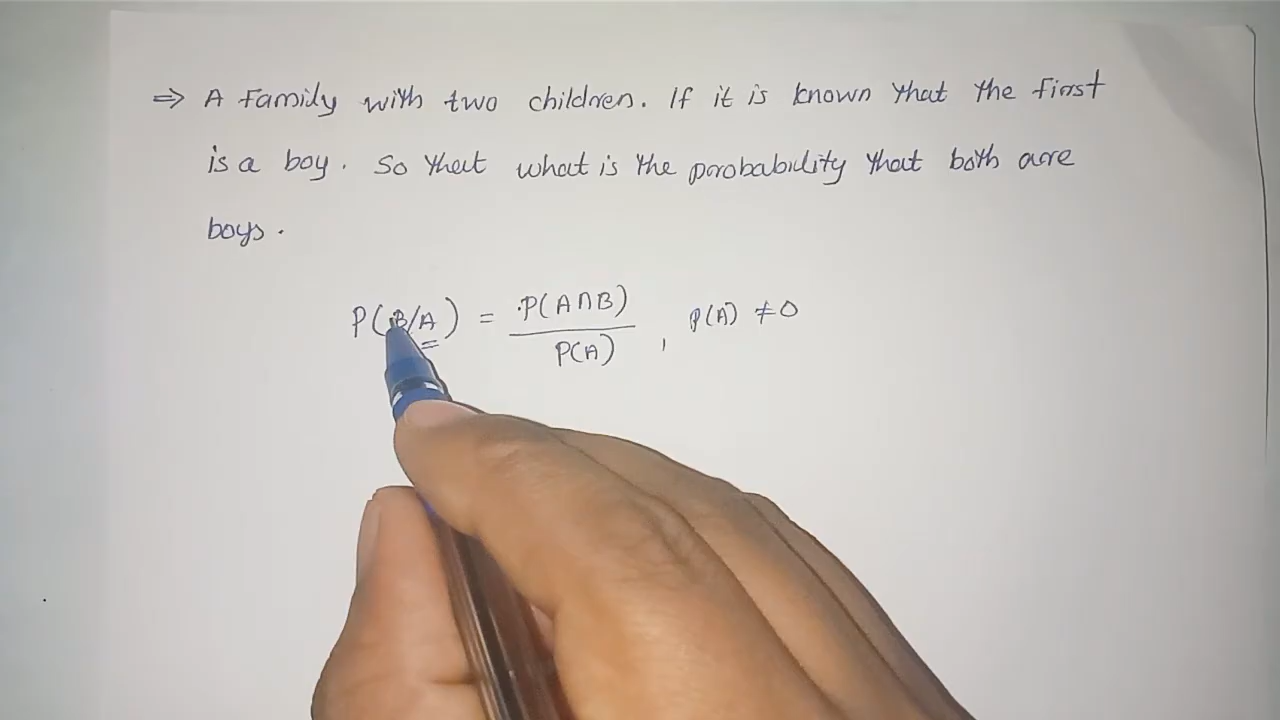 ⇒ A Family with two children. If it is known that the first
is a boy. So that what is the probability that both are
boys.
P(B/A) = P(A∩B) / P(A) , P(A) ≠ 0